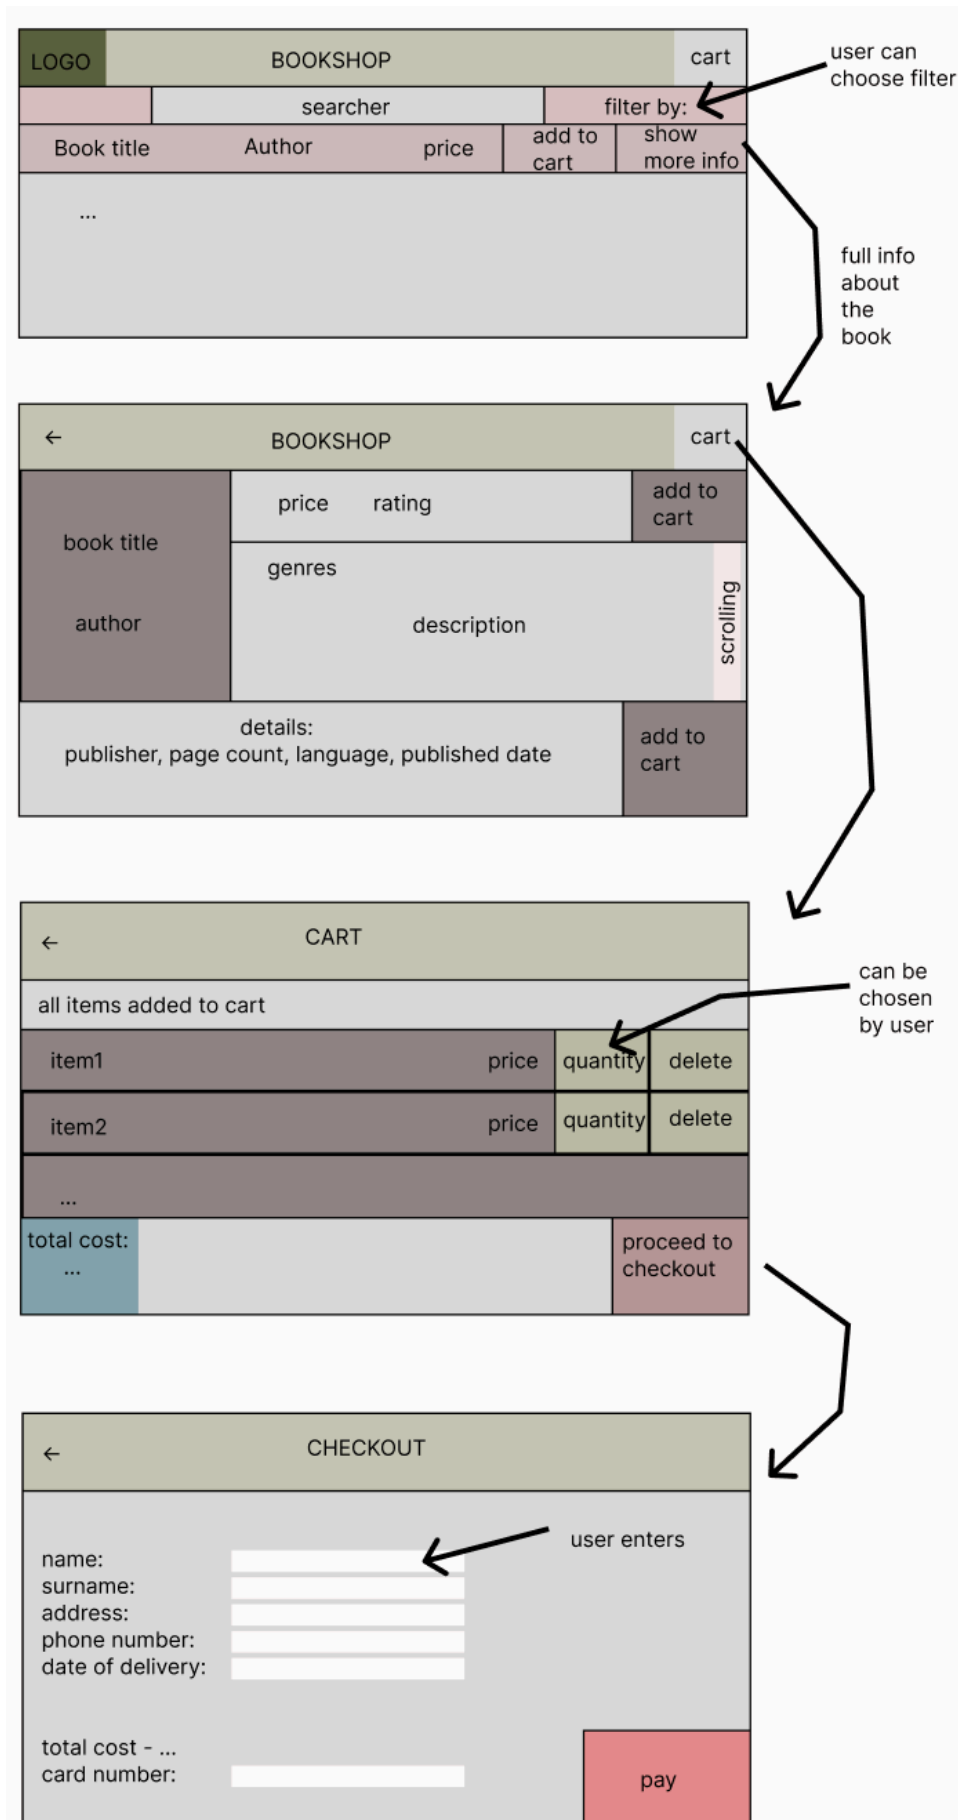 LOGO BOOKSHOP cart
user can
choose filter
searcher filter by:
Book title Author price add to
cart show
more info
...
full info
about
the
book
← BOOKSHOP cart
book title
author
price rating
add to
cart
genres
description
scrolling
details:
publisher, page count, language, published date
add to
cart
← CART
all items added to cart
can be
chosen
by user
item1 price quantity delete
item2 price quantity delete
...
total cost:
...
proceed to
checkout
← CHECKOUT
user enters
name:
surname:
address:
phone number:
date of delivery:
total cost - ...
card number:
pay